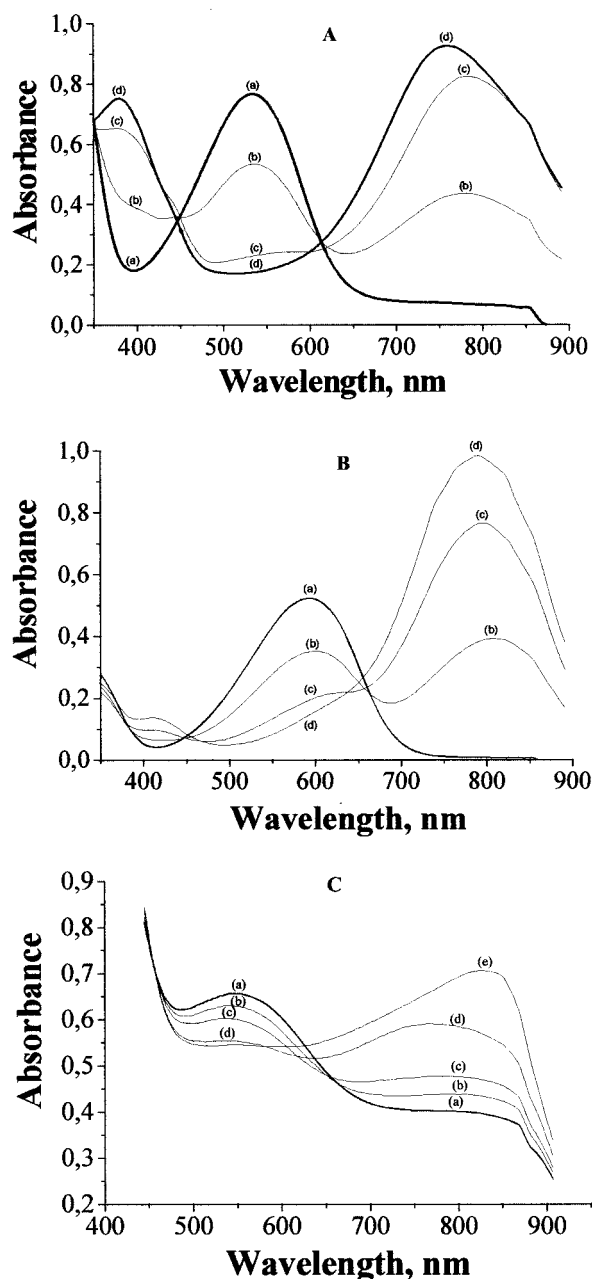 A
1,0
0,8
0,6
0,4
0,2
0,0
Absorbance
(d)
(c)
(b)
(a)
(a)
(b)
(c)
(d)
(d)
(c)
(b)
400 500 600 700 800 900
Wavelength, nm
B
1,0
0,8
0,6
0,4
0,2
0,0
Absorbance
(a)
(b)
(c)
(d)
(d)
(c)
(b)
400 500 600 700 800 900
Wavelength, nm
C
0,9
0,8
0,7
0,6
0,5
0,4
0,3
0,2
Absorbance
(a)
(b)
(c)
(d)
(e)
(d)
(c)
(b)
(a)
400 500 600 700 800 900
Wavelength, nm